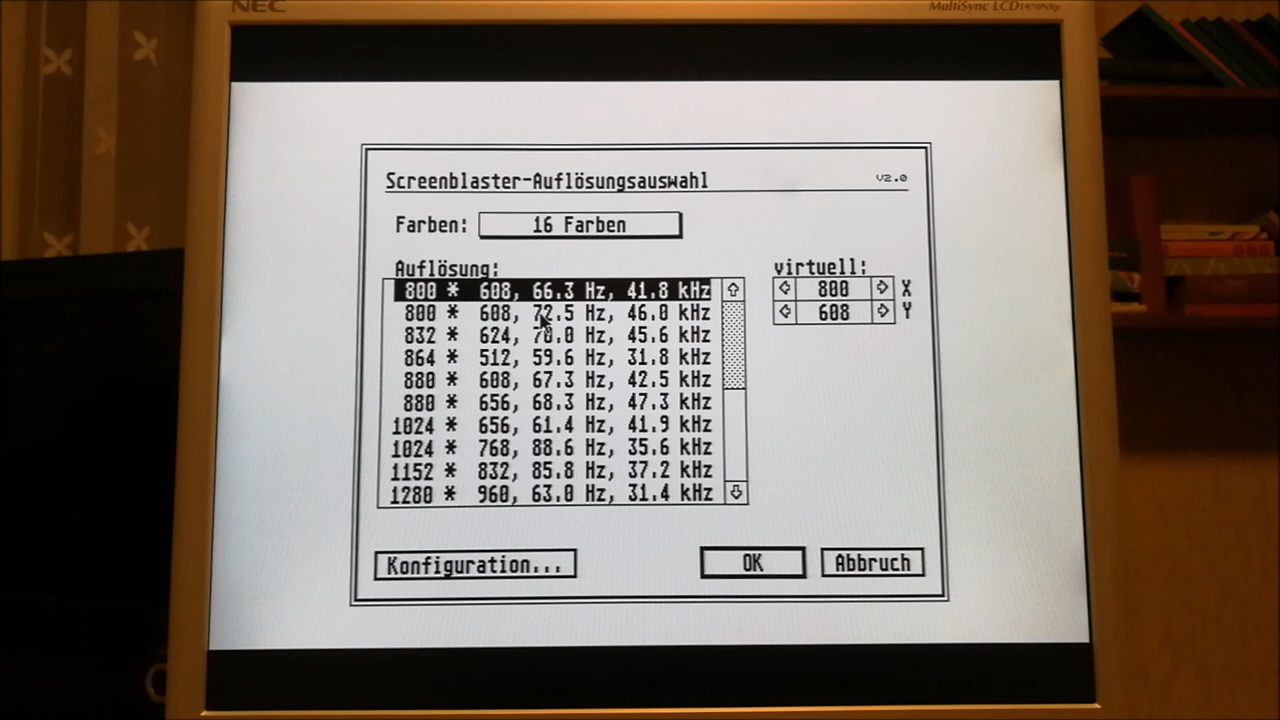 NEC
MultiSync LCD1970NXp
Screenblaster-Auflösungsauswahl V2.0
Farben: 16 Farben
Auflösung: virtuell:
800 * 608, 66.3 Hz, 41.8 kHz
800 X
800 * 608, 72.5 Hz, 46.0 kHz
608 Y
832 * 624, 70.0 Hz, 45.6 kHz
864 * 512, 59.6 Hz, 31.8 kHz
880 * 608, 67.3 Hz, 42.5 kHz
880 * 656, 68.3 Hz, 47.3 kHz
1024 * 656, 61.4 Hz, 41.9 kHz
1024 * 768, 88.6 Hz, 35.6 kHz
1152 * 832, 85.8 Hz, 37.2 kHz
1280 * 960, 63.0 Hz, 31.4 kHz
Konfiguration... OK Abbruch